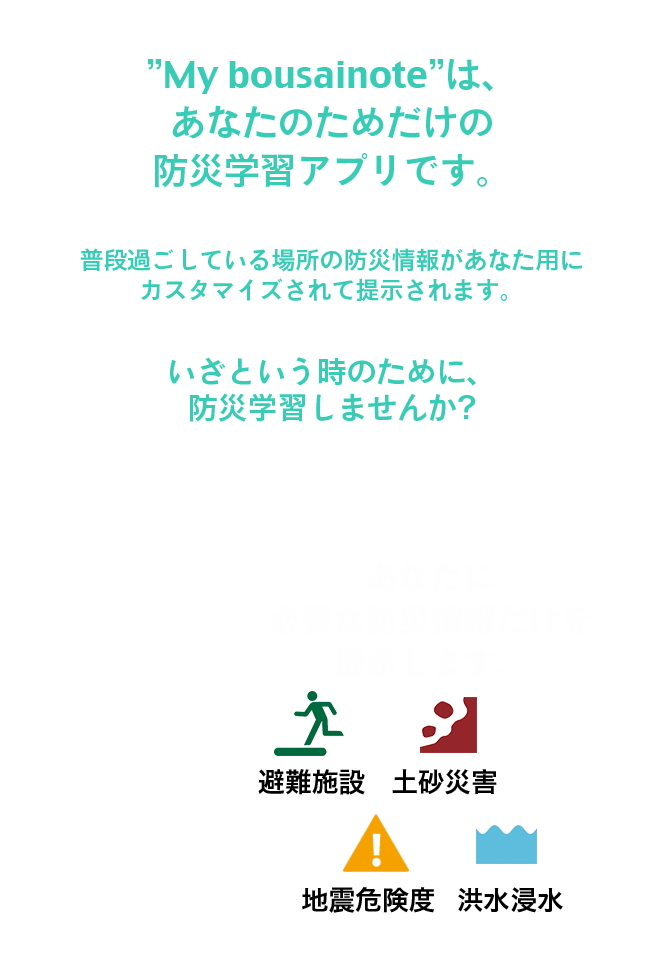 ”My bousainote”は、
あなたのためだけの
防災学習アプリです。
普段過ごしている場所の防災情報があなた用に
カスタマイズされて提示されます。
いざという時のために、
防災学習しませんか?
避難施設 土砂災害
地震危険度 洪水浸水